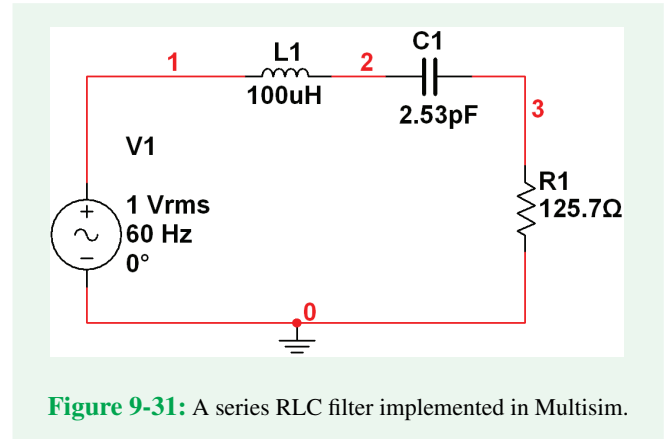 1
L1
100uH
2
C1
2.53pF
3
V1
1 Vrms
60 Hz
0°
+
R1
125.7Ω
0
Figure 9-31: A series RLC filter implemented in Multisim.